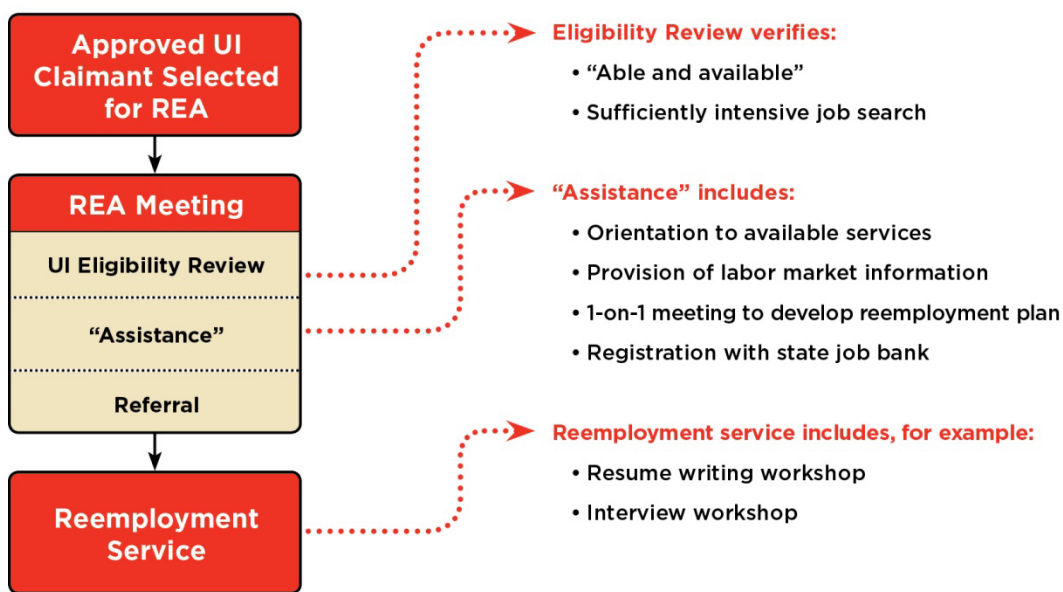 Approved UI
Claimant Selected
for REA
REA Meeting
UI Eligibility Review
“Assistance”
Referral
Reemployment
Service
Eligibility Review verifies:
• “Able and available”
• Sufficiently intensive job search
“Assistance” includes:
• Orientation to available services
• Provision of labor market information
• 1-on-1 meeting to develop reemployment plan
• Registration with state job bank
Reemployment service includes, for example:
• Resume writing workshop
• Interview workshop